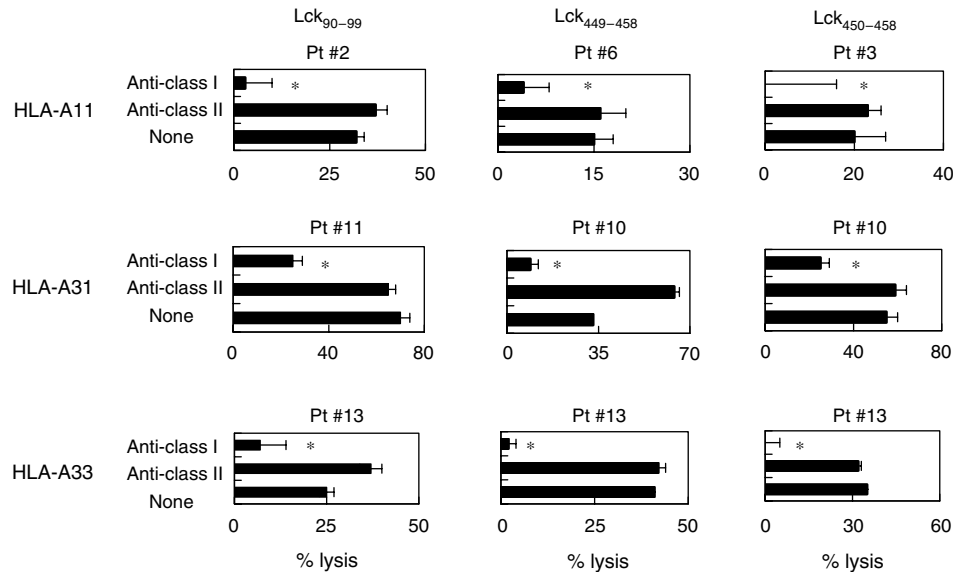 Lck90–99 Lck449–458 Lck450–458
Pt #2 Pt #6 Pt #3
Anti-class I * * *
HLA-A11 Anti-class II
None
0 25 50 0 15 30 0 20 40
Pt #11 Pt #10 Pt #10
Anti-class I * * *
HLA-A31 Anti-class II
None
0 40 80 0 35 70 0 40 80
Pt #13 Pt #13 Pt #13
Anti-class I * * *
HLA-A33 Anti-class II
None
0 25 50 0 25 50 0 30 60
% lysis % lysis % lysis